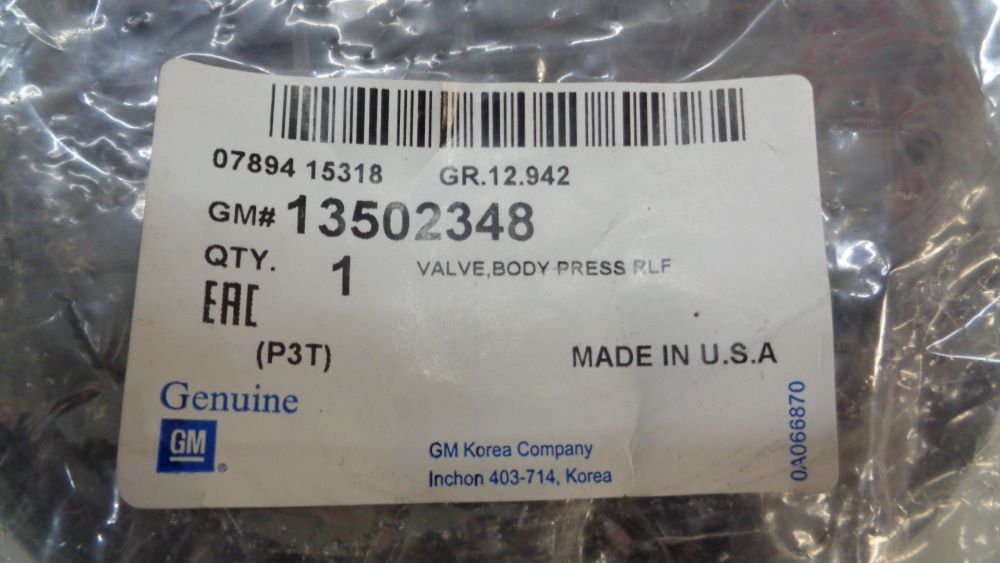 07894 15318 GR.12.942
GM# 13502348
QTY. 1 VALVE,BODY PRESS RLF
EAC
(P3T) MADE IN U.S.A
Genuine
GM ®
GM Korea Company
Inchon 403-714, Korea
0A066870